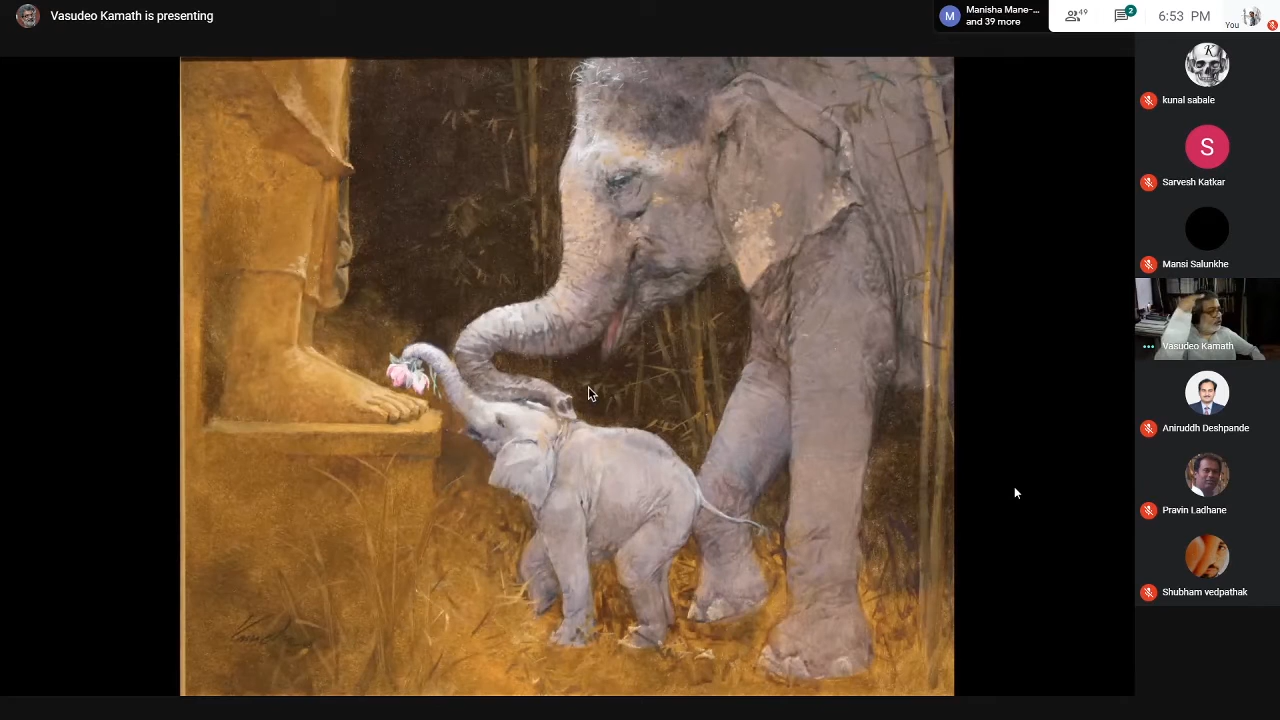 Vasudeo Kamath is presenting
M
Manisha Mane-...
and 39 more
49
2
6:53 PM
You
K
kunal sabale
S
Sarvesh Katkar
Mansi Salunkhe
Vasudeo Kamath
Aniruddh Deshpande
Pravin Ladhane
Shubham vedpathak